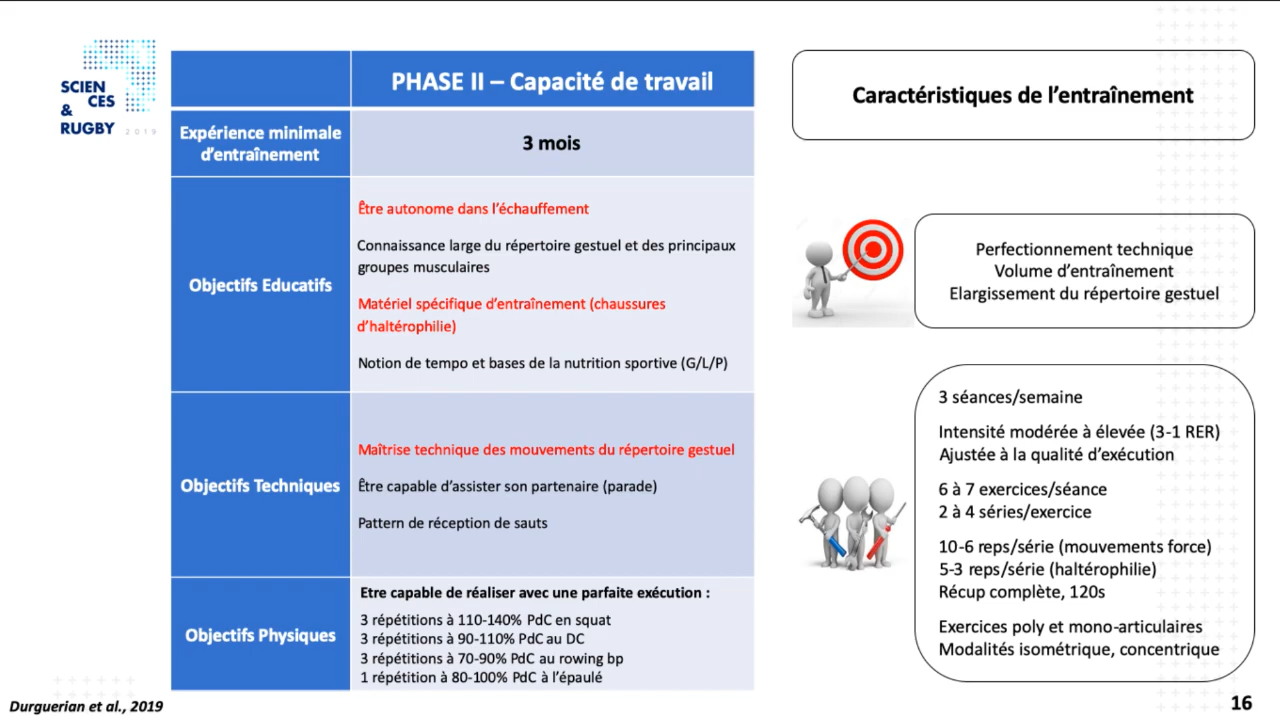 SCIEN
CES
&
RUGBY 2019
PHASE II – Capacité de travail
Expérience minimale
d'entraînement
3 mois
Objectifs Educatifs
Être autonome dans l'échauffement
Connaissance large du répertoire gestuel et des principaux
groupes musculaires
Matériel spécifique d'entraînement (chaussures
d'haltérophilie)
Notion de tempo et bases de la nutrition sportive (G/L/P)
Objectifs Techniques
Maîtrise technique des mouvements du répertoire gestuel
Être capable d'assister son partenaire (parade)
Pattern de réception de sauts
Objectifs Physiques
Etre capable de réaliser avec une parfaite exécution :
3 répétitions à 110-140% PdC en squat
3 répétitions à 90-110% PdC au DC
3 répétitions à 70-90% PdC au rowing bp
1 répétition à 80-100% PdC à l'épaulé
Caractéristiques de l'entraînement
Perfectionnement technique
Volume d'entraînement
Elargissement du répertoire gestuel
3 séances/semaine
Intensité modérée à élevée (3-1 RER)
Ajustée à la qualité d'exécution
6 à 7 exercices/séance
2 à 4 séries/exercice
10-6 reps/série (mouvements force)
5-3 reps/série (haltérophilie)
Récup complète, 120s
Exercices poly et mono-articulaires
Modalités isométrique, concentrique
Durguerian et al., 2019
16